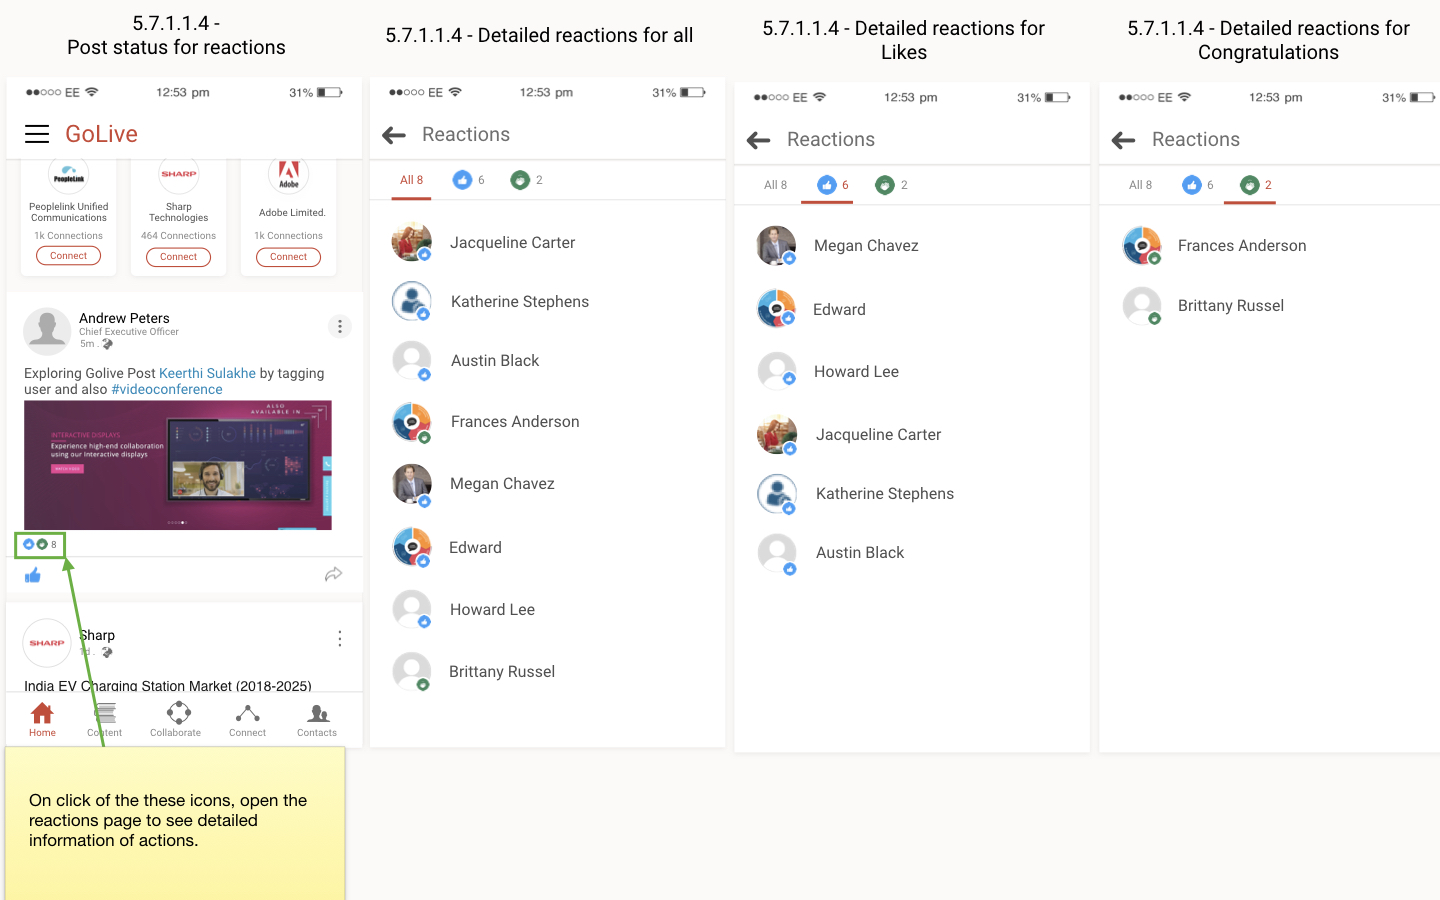 5.7.1.1.4 -
Post status for reactions
●●○○○ EE 12:53 pm 31%
GoLive
PeopleLink
SHARP
Adobe
Peoplelink Unified
Communications
Sharp
Technologies
Adobe Limited.
1k Connections
464 Connections
1k Connections
Connect
Connect
Connect
Andrew Peters
Chief Executive Officer
5m .
Exploring Golive Post Keerthi Sulakhe by tagging
user and also #videoconference
ALSO
AVAILABLE IN
INTERACTIVE DISPLAYS
Experience high-end collaboration
using our Interactive displays
8
SHARP
Sharp
1d .
India EV Charging Station Market (2018-2025)
Home
Content
Collaborate
Connect
Contacts
On click of the these icons, open the
reactions page to see detailed
information of actions.
5.7.1.1.4 - Detailed reactions for all
●●○○○ EE 12:53 pm 31%
Reactions
All 8 6 2
Jacqueline Carter
Katherine Stephens
Austin Black
Frances Anderson
Megan Chavez
Edward
Howard Lee
Brittany Russel
5.7.1.1.4 - Detailed reactions for
Likes
●●○○○ EE 12:53 pm 31%
Reactions
All 8 6 2
Megan Chavez
Edward
Howard Lee
Jacqueline Carter
Katherine Stephens
Austin Black
5.7.1.1.4 - Detailed reactions for
Congratulations
●●○○○ EE 12:53 pm 31%
Reactions
All 8 6 2
Frances Anderson
Brittany Russel